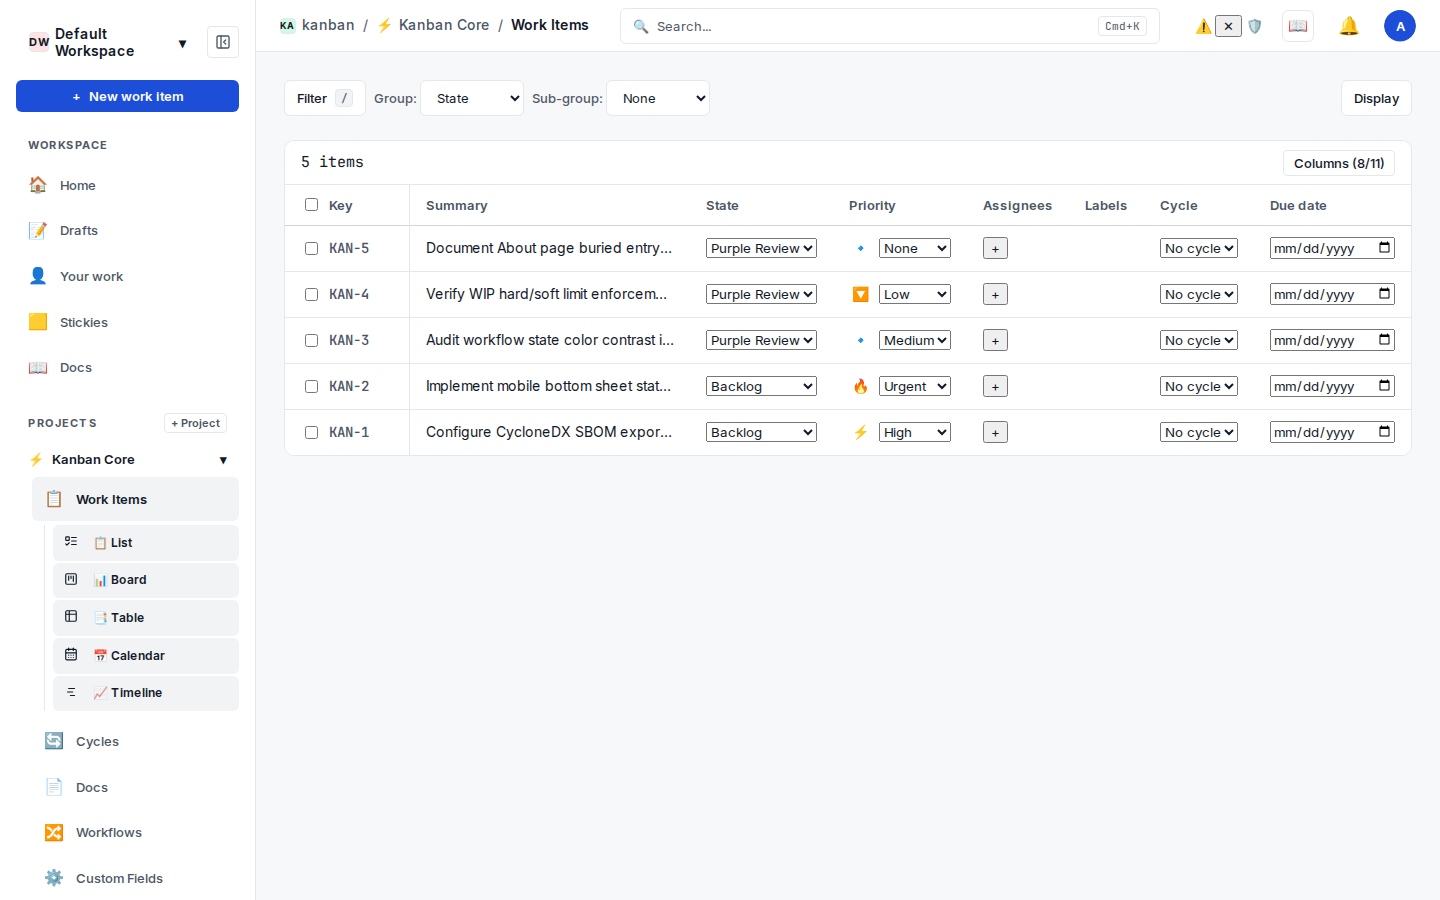 DW Default Workspace ▼
+ New work item
WORKSPACE
Home
Drafts
Your work
Stickies
Docs
PROJECTS + Project
Kanban Core ▼
Work Items
List
Board
Table
Calendar
Timeline
Cycles
Docs
Workflows
Custom Fields
KA kanban / Kanban Core / Work Items
Search... Cmd+K
✕
A
Filter / Group: State Sub-group: None Display
5 items Columns (8/11)
Key Summary State Priority Assignees Labels Cycle Due date
KAN-5 Document About page buried entry... Purple Review None + No cycle mm/dd/yyyy
KAN-4 Verify WIP hard/soft limit enforcem... Purple Review Low + No cycle mm/dd/yyyy
KAN-3 Audit workflow state color contrast i... Purple Review Medium + No cycle mm/dd/yyyy
KAN-2 Implement mobile bottom sheet stat... Backlog Urgent + No cycle mm/dd/yyyy
KAN-1 Configure CycloneDX SBOM expor... Backlog High + No cycle mm/dd/yyyy